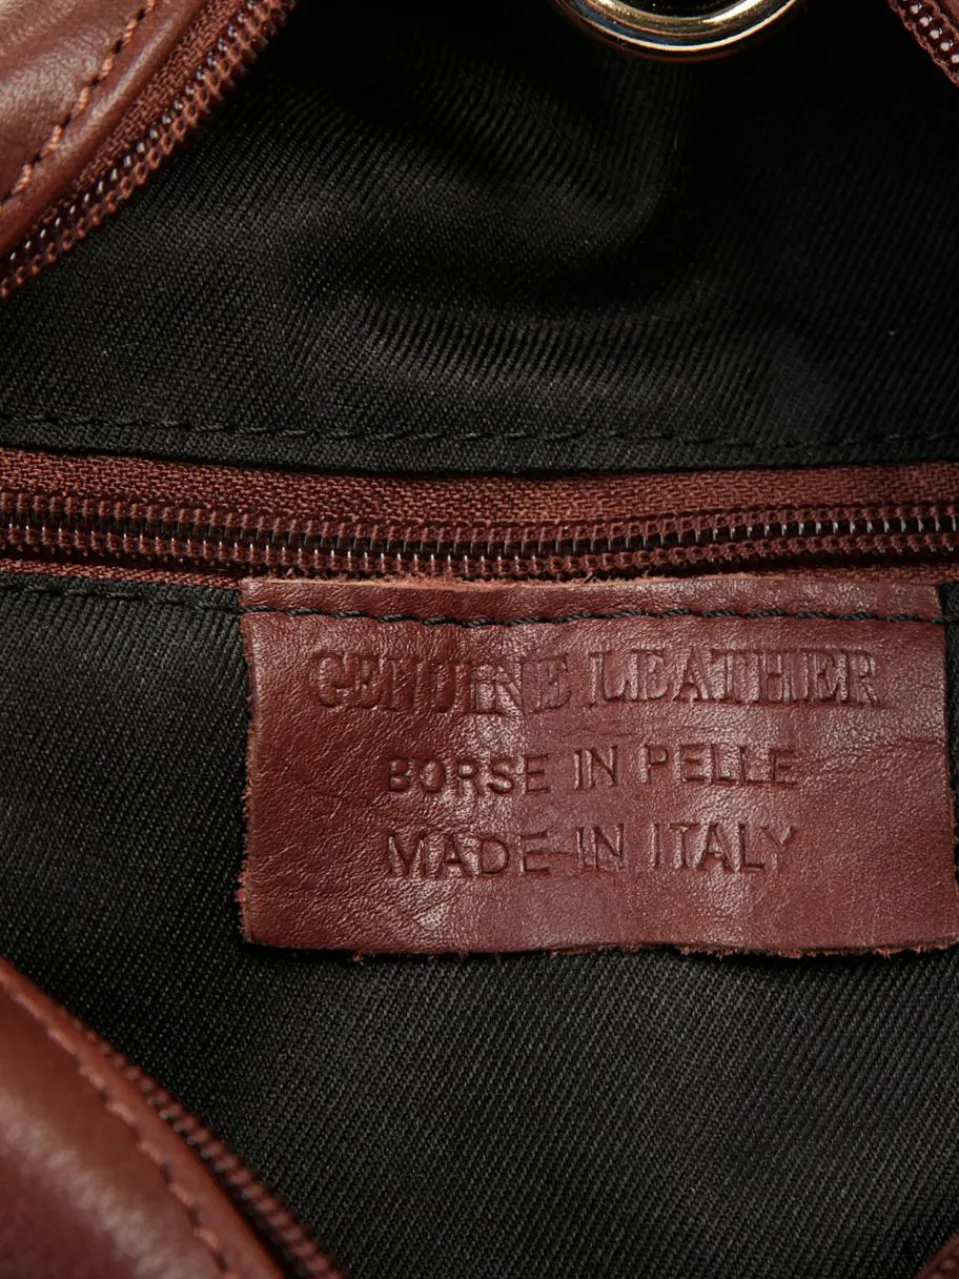 GENUINE LEATHER
BORSE IN PELLE
MADE IN ITALY